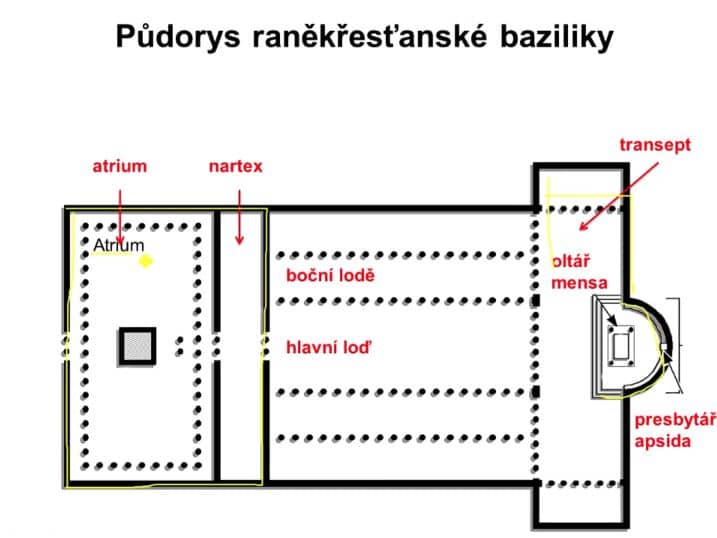 Půdorys raněkřesťanské baziliky
transept
atrium
nartex
Atrium
oltář
mensa
boční lodě
hlavní loď
presbytář
apsida